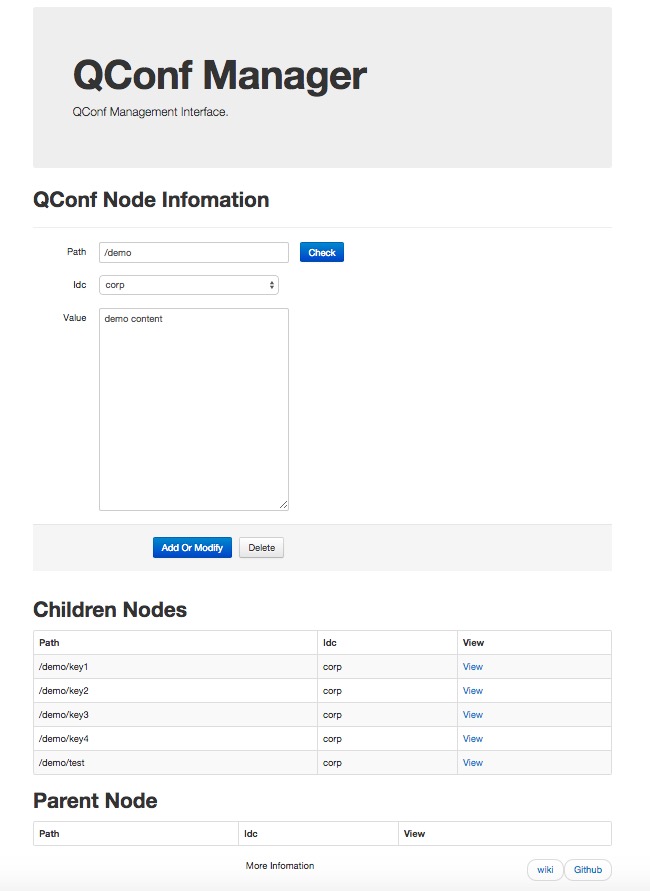 QConf Manager
QConf Management Interface.
QConf Node Infomation
Path /demo Check
Idc corp
Value demo content
Add Or Modify Delete
Children Nodes
Path Idc View
/demo/key1 corp View
/demo/key2 corp View
/demo/key3 corp View
/demo/key4 corp View
/demo/test corp View
Parent Node
Path Idc View
More Infomation wiki Github